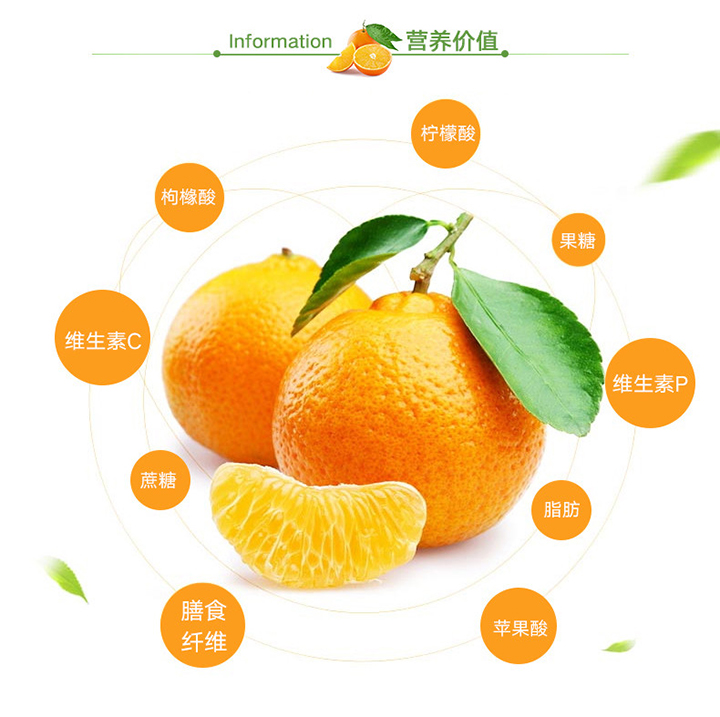 Information 营养价值
柠檬酸
枸橼酸
果糖
维生素C
维生素P
蔗糖
脂肪
膳食
纤维
苹果酸